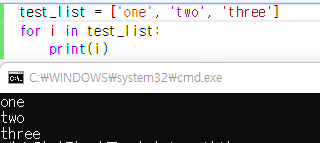 test_list = ['one', 'two', 'three']
for i in test_list:
    print(i)
C:₩WINDOWS₩system32₩cmd.exe
one
two
three